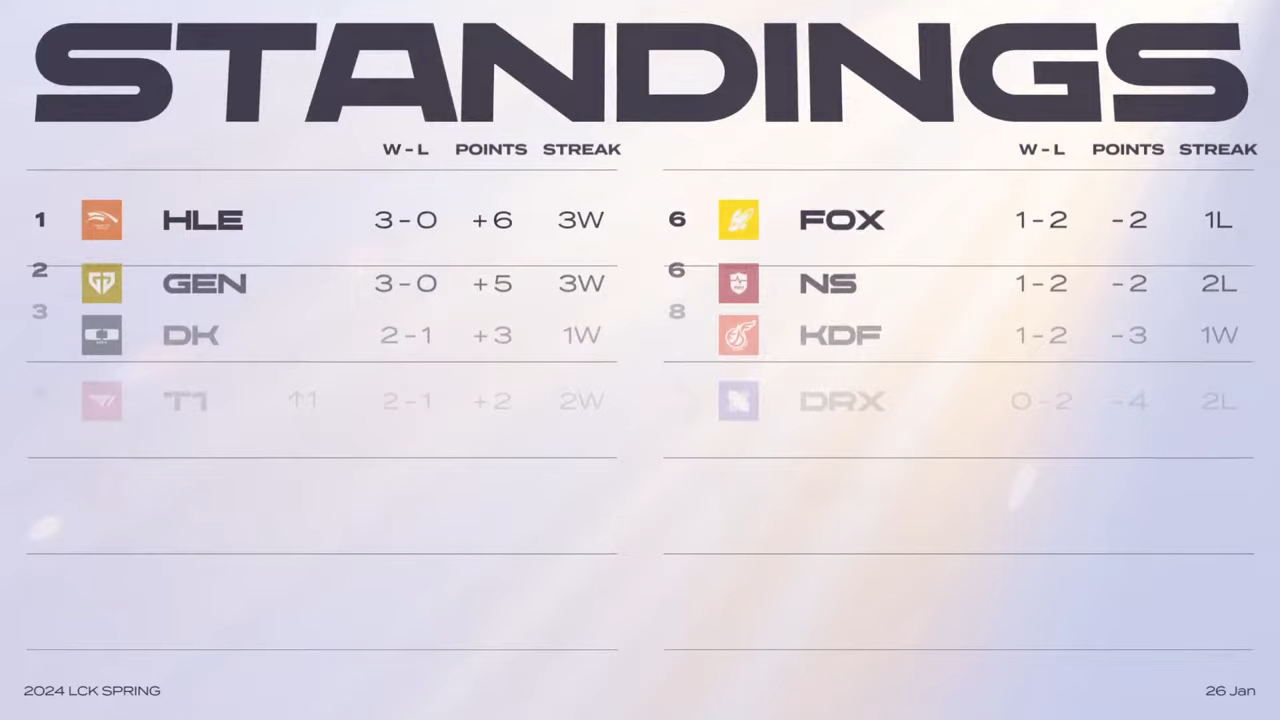 STANDINGS
W - L POINTS STREAK
1 HLE 3 - 0 +6 3W
2 GEN 3 - 0 +5 3W
3 DK 2 - 1 +3 1W
T1 ↑1 2 - 1 +2 2W
W - L POINTS STREAK
6 FOX 1 - 2 -2 1L
6 NS 1 - 2 -2 2L
8 KDF 1 - 2 -3 1W
DRX 0 - 2 -4 2L
2024 LCK SPRING
26 Jan